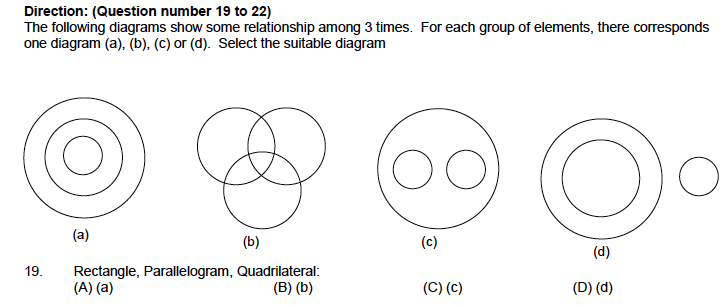 Direction: (Question number 19 to 22)
The following diagrams show some relationship among 3 times. For each group of elements, there corresponds
one diagram (a), (b), (c) or (d). Select the suitable diagram
(a)
(b)
(c)
(d)
19. Rectangle, Parallelogram, Quadrilateral:
(A) (a) (B) (b) (C) (c) (D) (d)